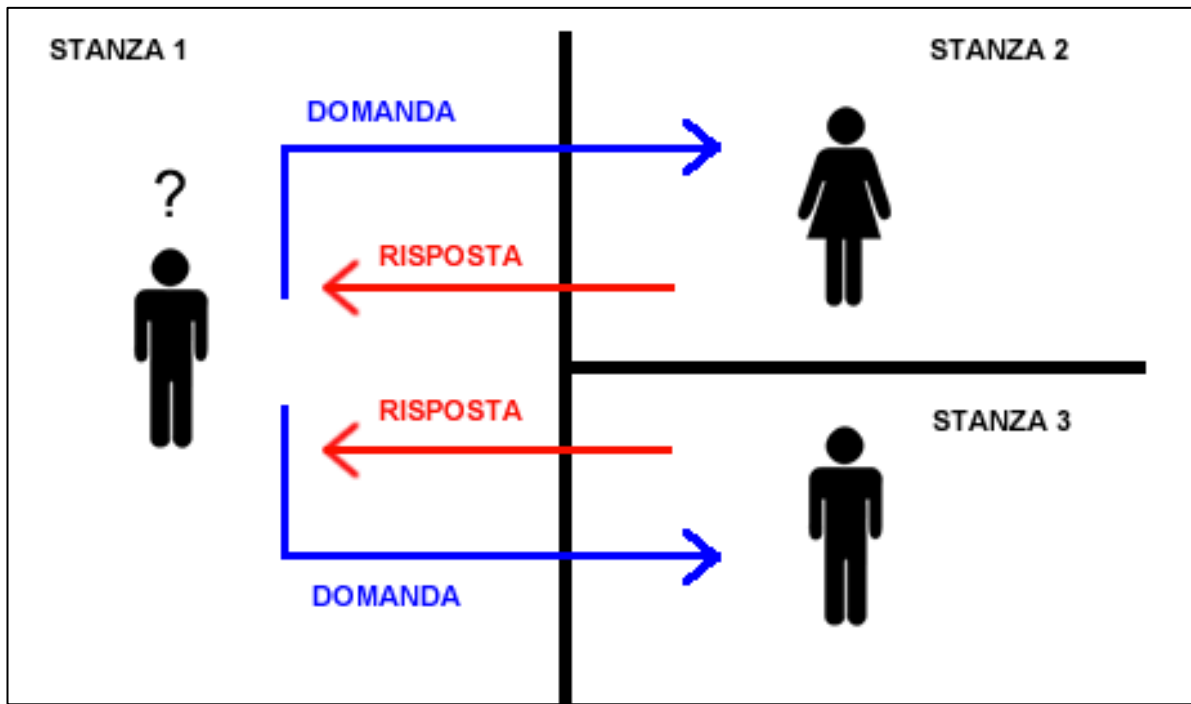 STANZA 1
STANZA 2
DOMANDA
?
RISPOSTA
RISPOSTA
STANZA 3
DOMANDA